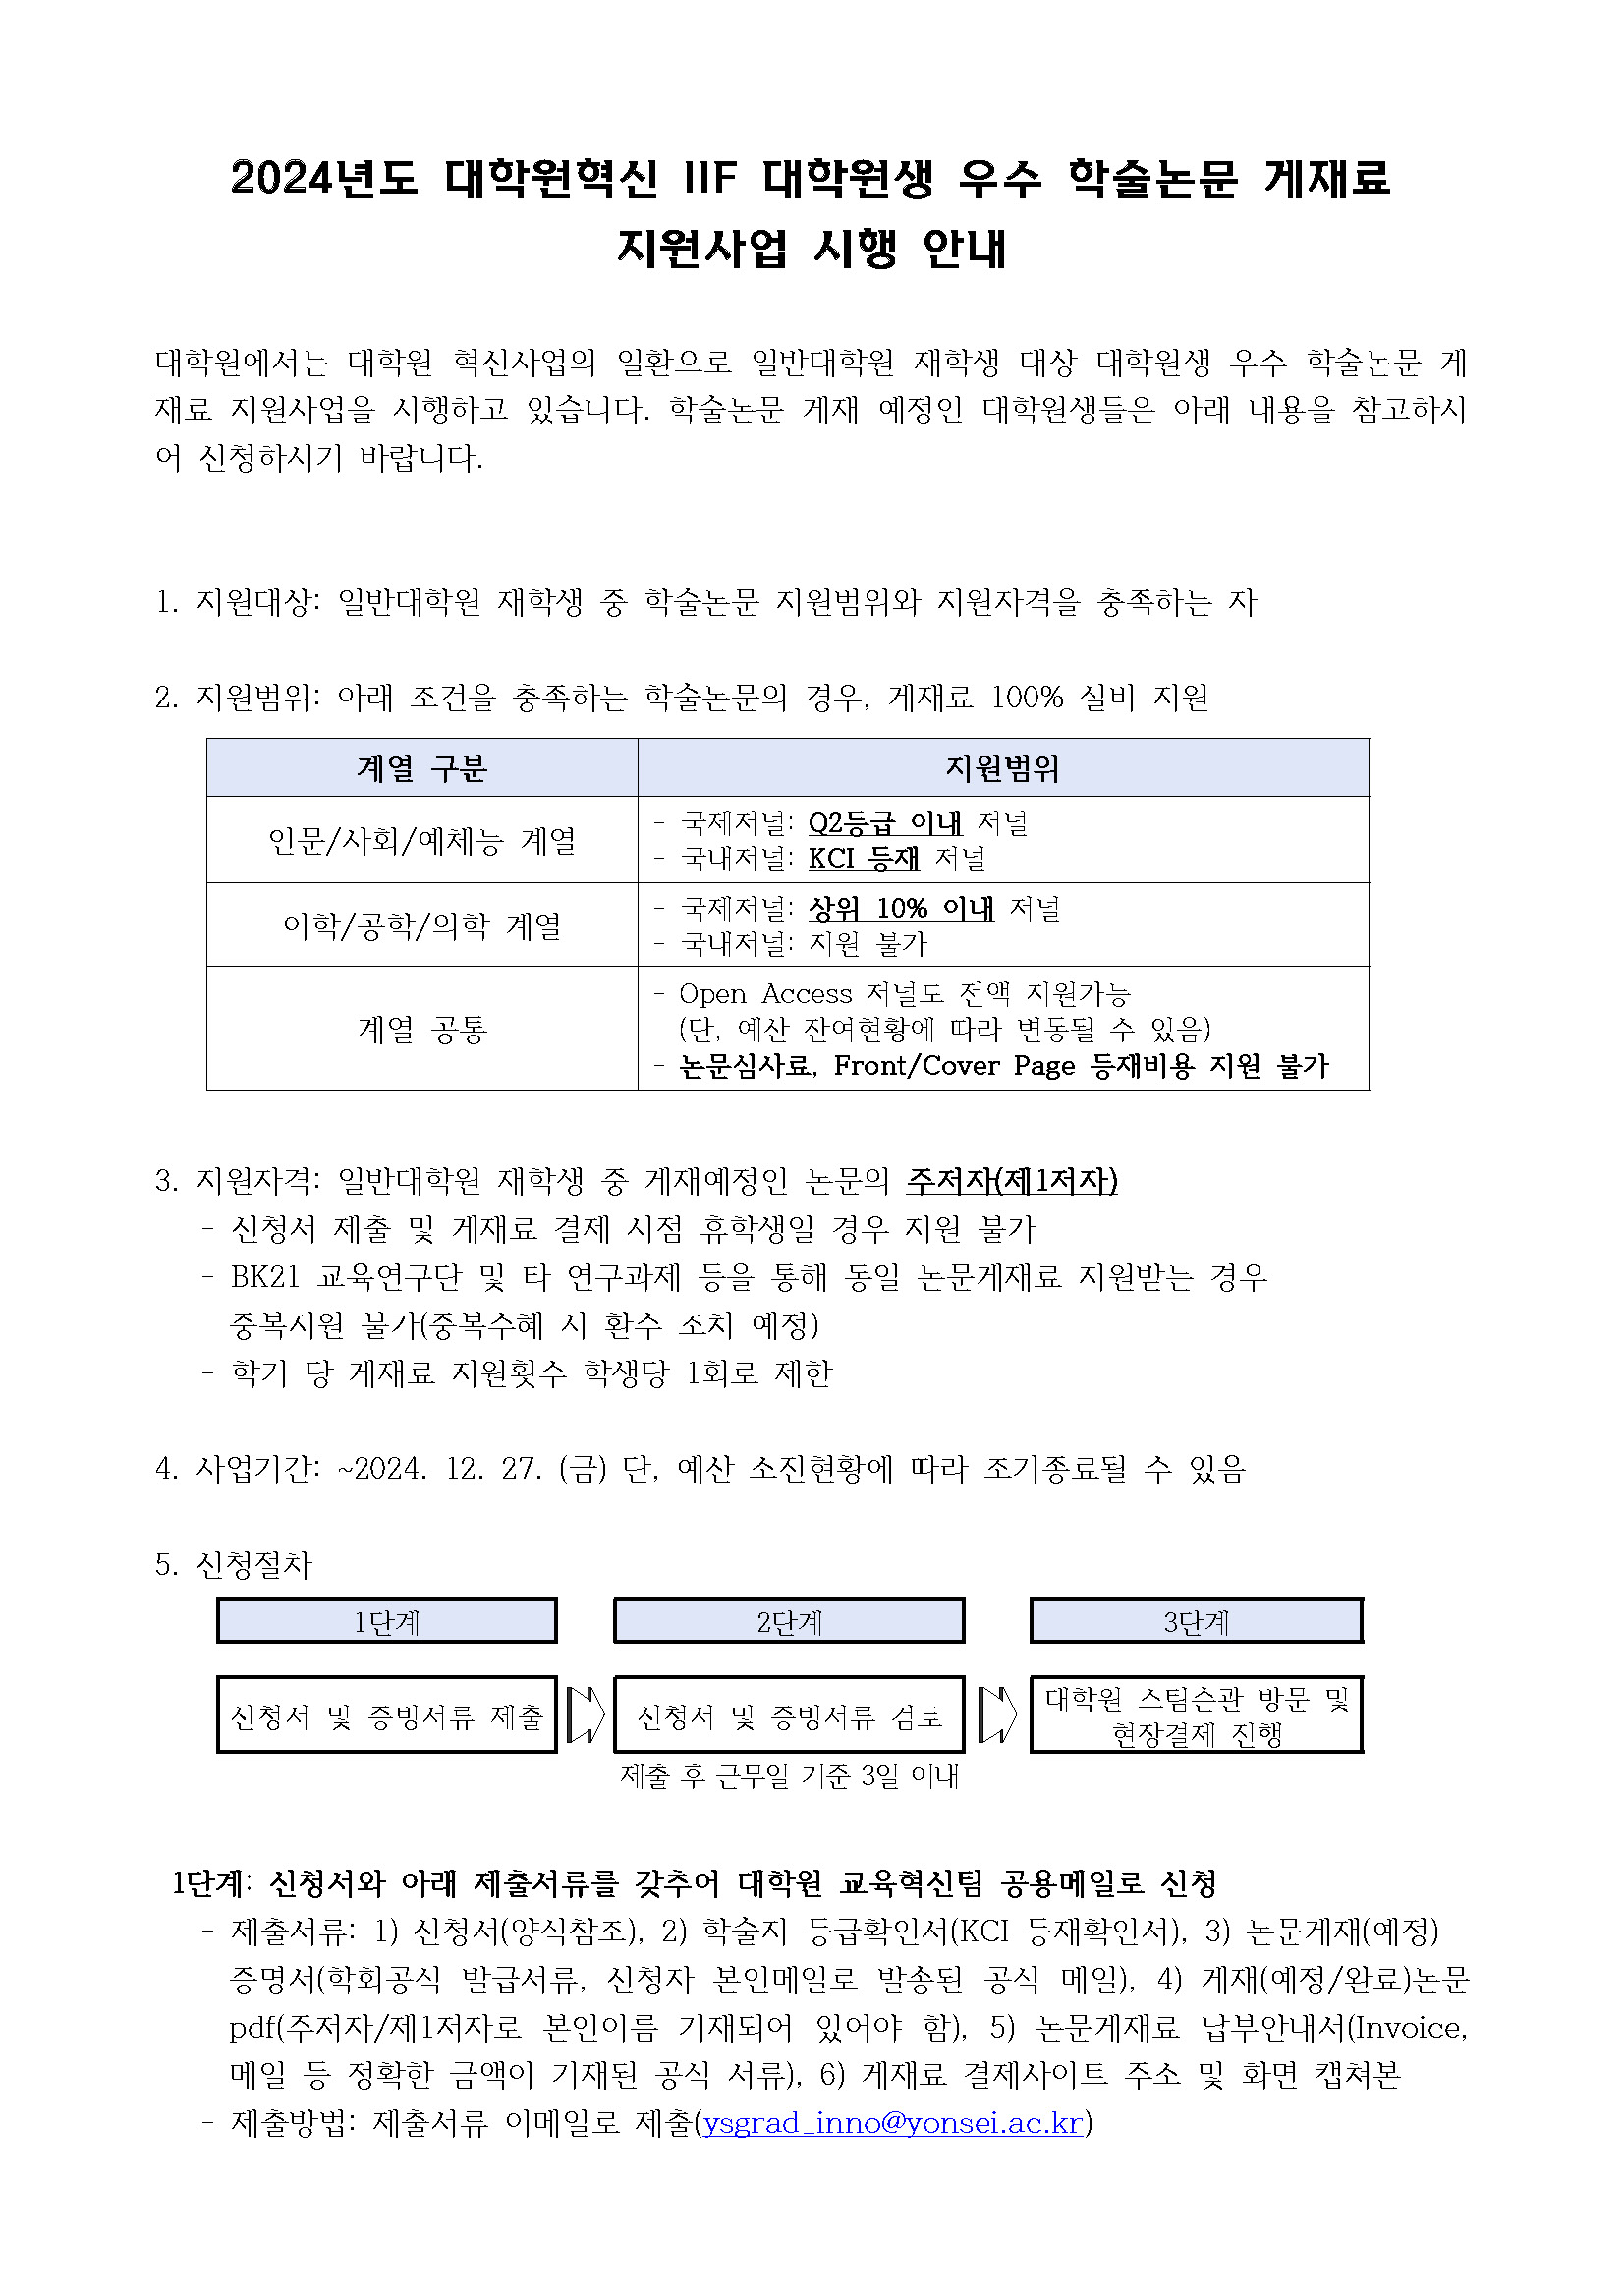 2024년도 대학원혁신 IIF 대학원생 우수 학술논문 게재료
지원사업 시행 안내
대학원에서는 대학원 혁신사업의 일환으로 일반대학원 재학생 대상 대학원생 우수 학술논문 게
재료 지원사업을 시행하고 있습니다. 학술논문 게재 예정인 대학원생들은 아래 내용을 참고하시
어 신청하시기 바랍니다.
1. 지원대상: 일반대학원 재학생 중 학술논문 지원범위와 지원자격을 충족하는 자
2. 지원범위: 아래 조건을 충족하는 학술논문의 경우, 게재료 100% 실비 지원
계열 구분 지원범위
인문/사회/예체능 계열
- 국제저널: Q2등급 이내 저널
- 국내저널: KCI 등재 저널
이학/공학/의학 계열
- 국제저널: 상위 10% 이내 저널
- 국내저널: 지원 불가
계열 공통
- Open Access 저널도 전액 지원가능
(단, 예산 잔여현황에 따라 변동될 수 있음)
- 논문심사료, Front/Cover Page 등재비용 지원 불가
3. 지원자격: 일반대학원 재학생 중 게재예정인 논문의 주저자(제1저자)
- 신청서 제출 및 게재료 결제 시점 휴학생일 경우 지원 불가
- BK21 교육연구단 및 타 연구과제 등을 통해 동일 논문게재료 지원받는 경우
중복지원 불가(중복수혜 시 환수 조치 예정)
- 학기 당 게재료 지원횟수 학생당 1회로 제한
4. 사업기간: ~2024. 12. 27. (금) 단, 예산 소진현황에 따라 조기종료될 수 있음
5. 신청절차
1단계 2단계 3단계
신청서 및 증빙서류 제출
신청서 및 증빙서류 검토
대학원 스팀슨관 방문 및
현장결제 진행
제출 후 근무일 기준 3일 이내
1단계: 신청서와 아래 제출서류를 갖추어 대학원 교육혁신팀 공용메일로 신청
- 제출서류: 1) 신청서(양식참조), 2) 학술지 등급확인서(KCI 등재확인서), 3) 논문게재(예정)
증명서(학회공식 발급서류, 신청자 본인메일로 발송된 공식 메일), 4) 게재(예정/완료)논문
pdf(주저자/제1저자로 본인이름 기재되어 있어야 함), 5) 논문게재료 납부안내서(Invoice,
메일 등 정확한 금액이 기재된 공식 서류), 6) 게재료 결제사이트 주소 및 화면 캡쳐본
- 제출방법: 제출서류 이메일로 제출(ysgrad_inno@yonsei.ac.kr)